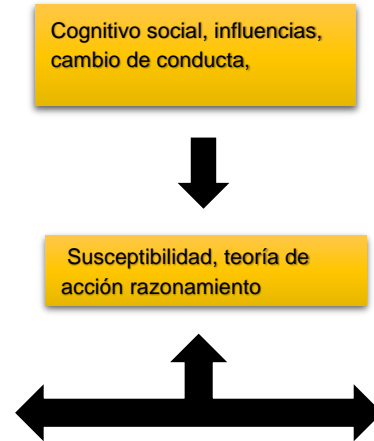 Cognitivo social, influencias,
cambio de conducta,
Susceptibilidad, teoría de
acción razonamiento